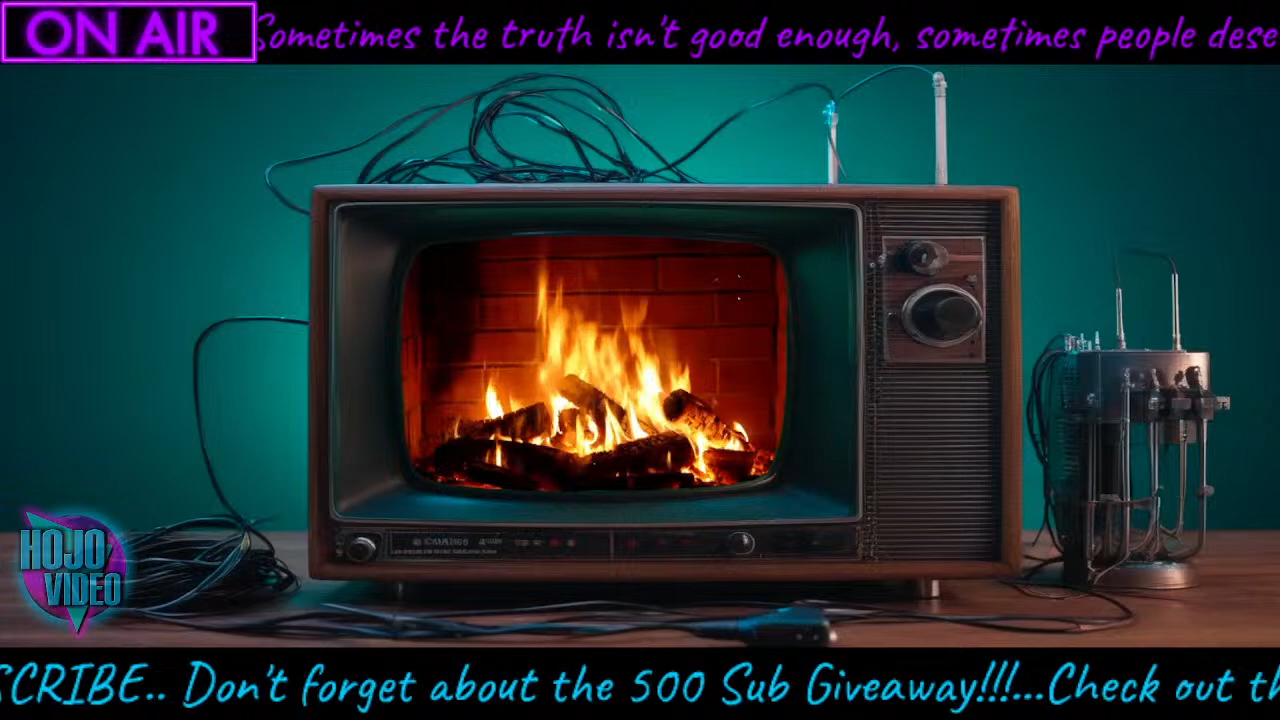 ON AIR
Sometimes the truth isn't good enough, sometimes people dese
HOJO
VIDEO
SCRIBE.. Don't forget about the 500 Sub Giveaway!!!...Check out th